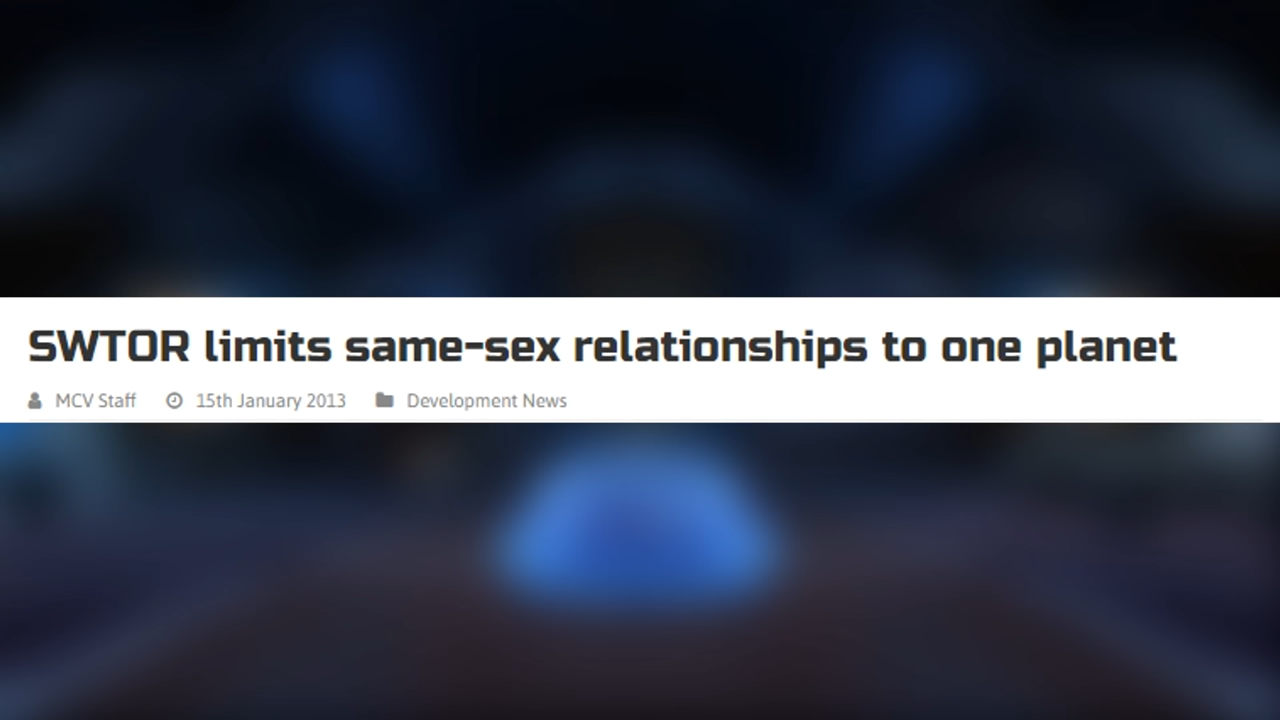 SWTOR limits same-sex relationships to one planet
MCV Staff 15th January 2013 Development News